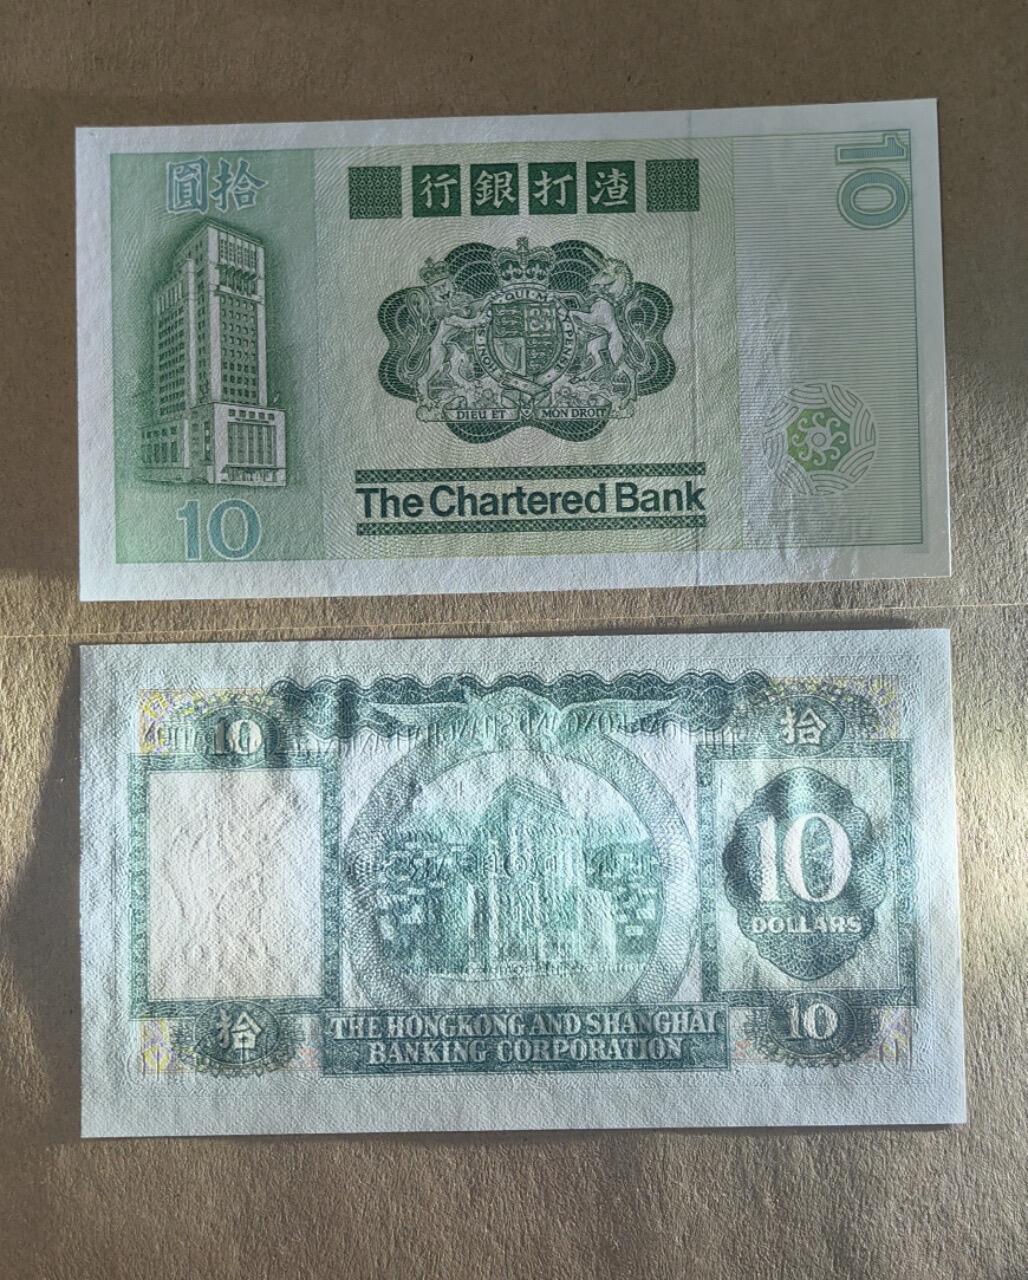 圓拾
行銀打渣
10
QUI MAL
HONI S
PENSE
DIEU ET MON DROIT
The Chartered Bank
10
10
拾
10
DOLLARS
拾
THE HONGKONG AND SHANGHAI
BANKING CORPORATION
10